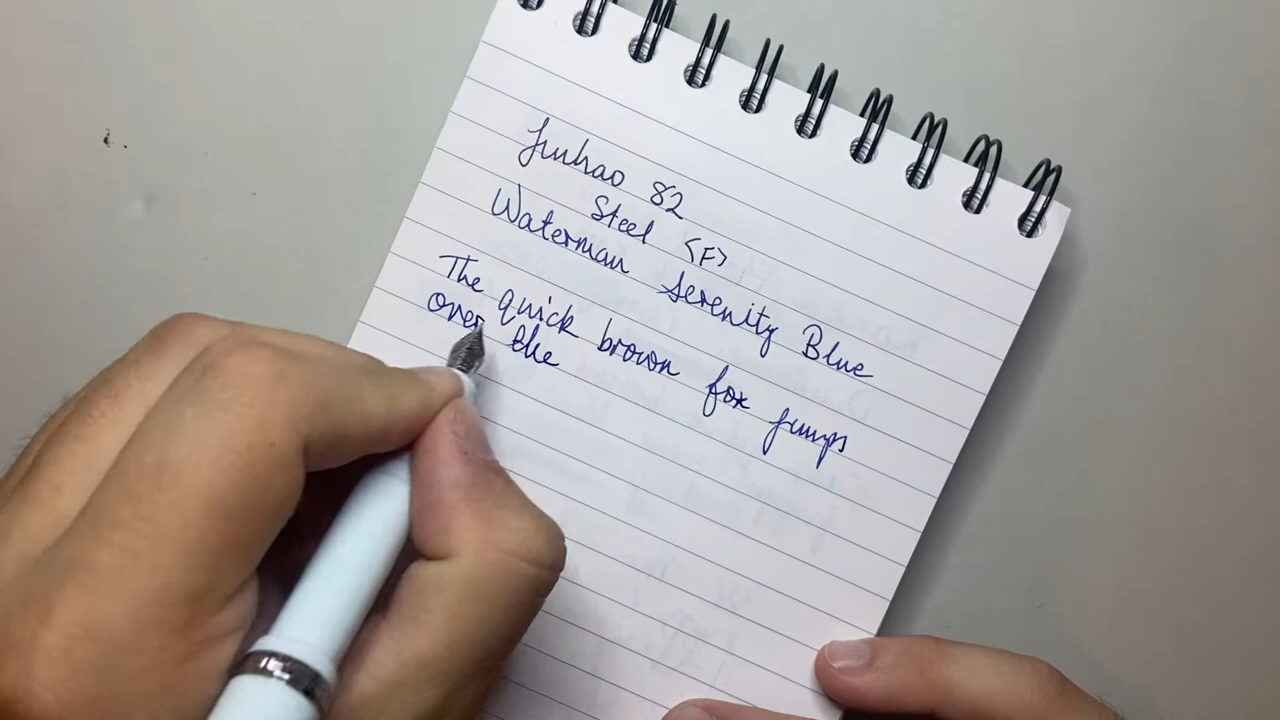 Jinhao 82
Steel <F>
Waterman Serenity Blue
The quick brown fox jumps
over the